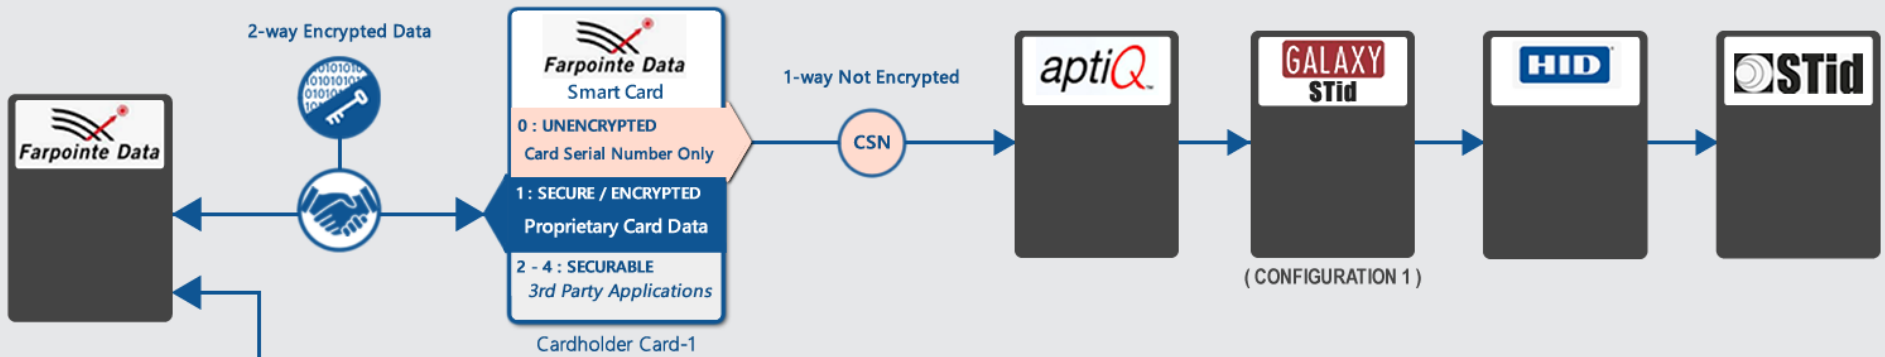 2-way Encrypted Data
Farpointe Data
Farpointe Data
Smart Card
0 : UNENCRYPTED
Card Serial Number Only
1 : SECURE / ENCRYPTED
Proprietary Card Data
2 - 4 : SECURABLE
3rd Party Applications
Cardholder Card-1
1-way Not Encrypted
CSN
aptiQ™
GALAXY
STid
( CONFIGURATION 1 )
HID
STid